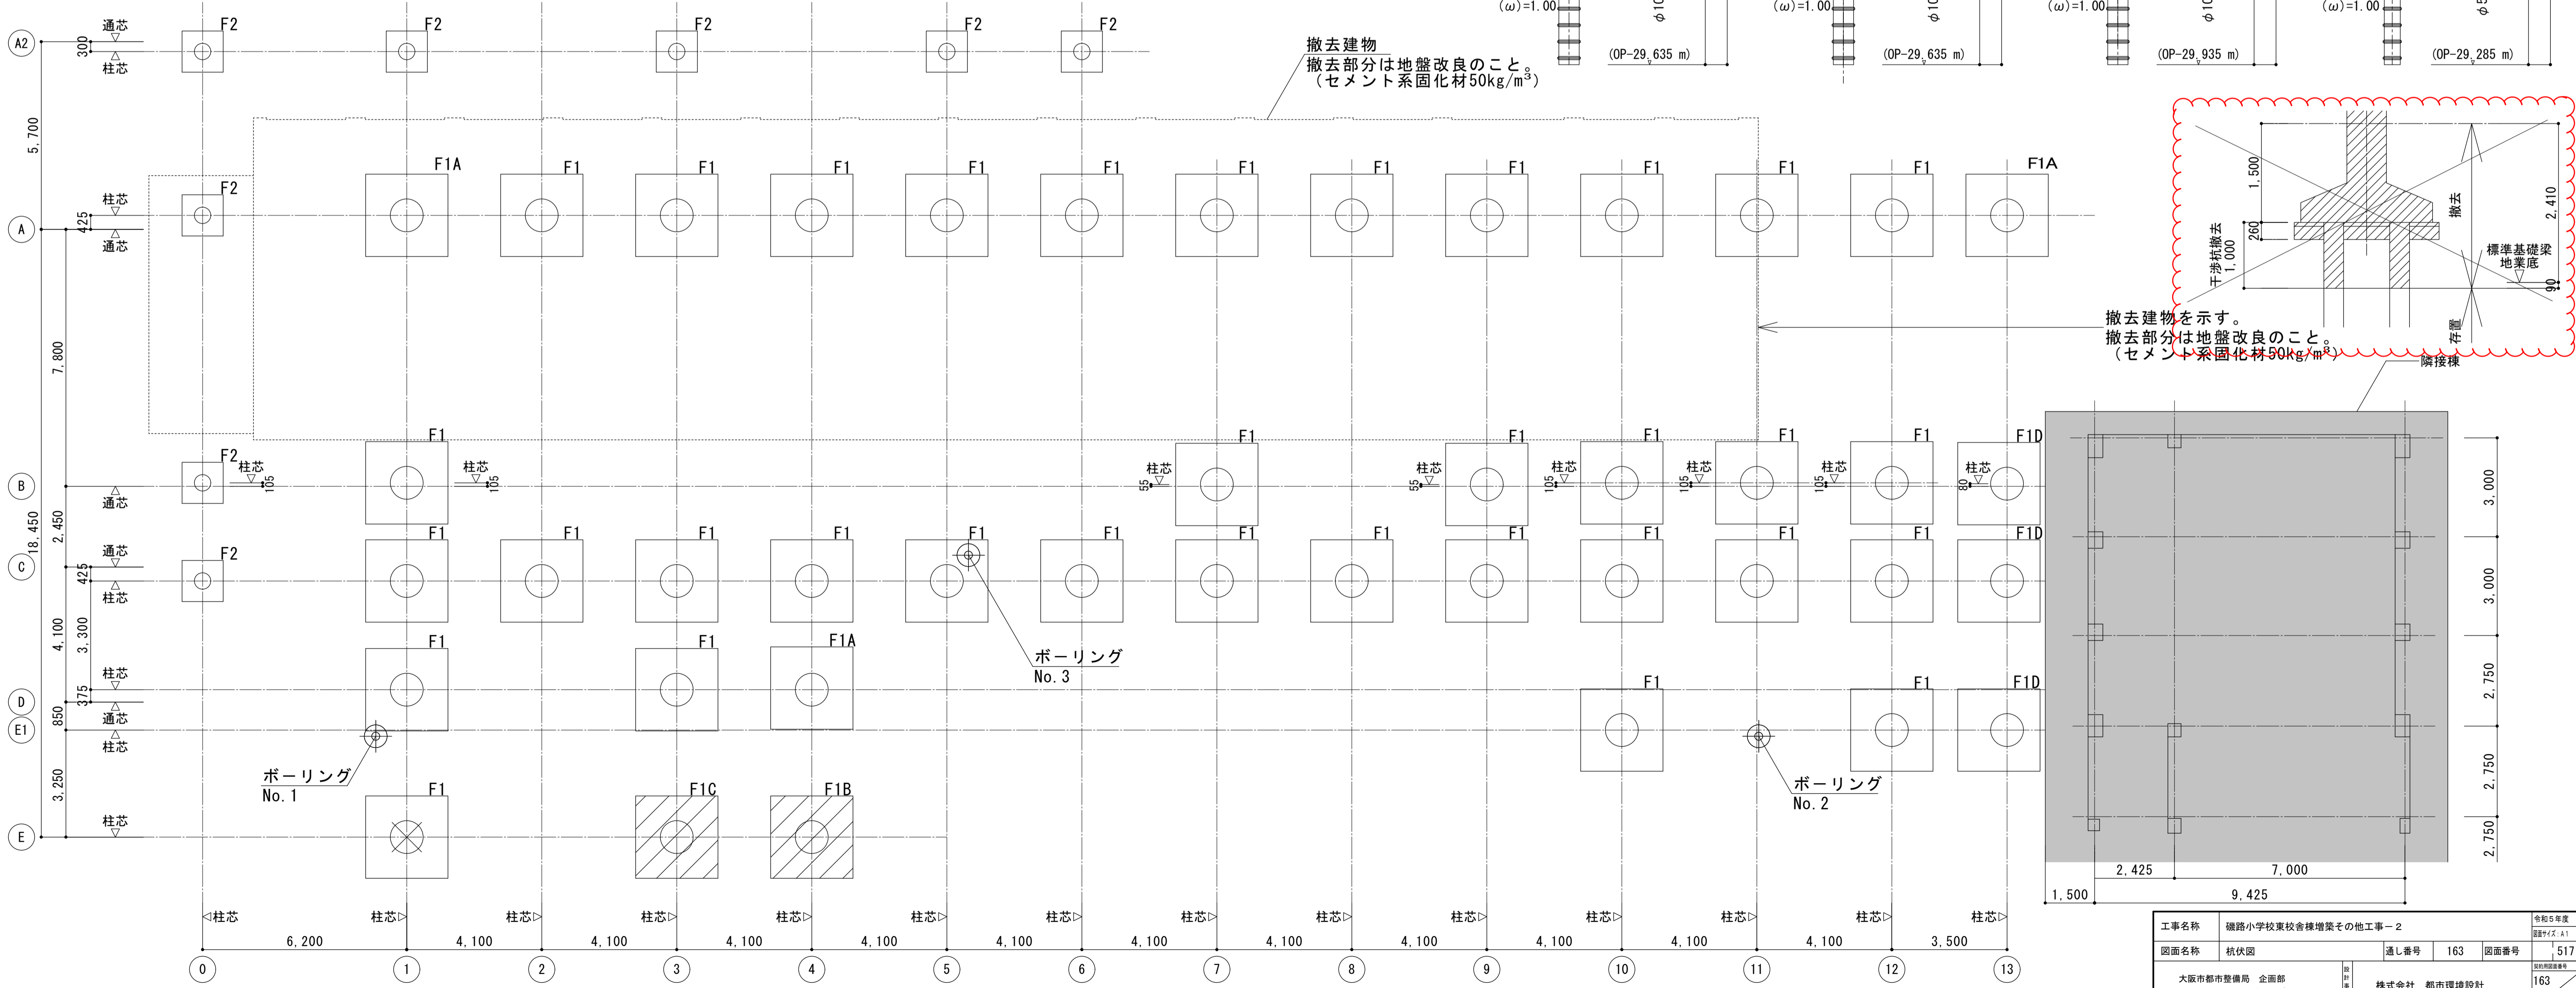 (ω)=1.00
(ω)=1.00
(ω)=1.00
(ω)=1.00
(OP-29.635 m)
(OP-29.635 m)
(OP-29.935 m)
(OP-29.285 m)
A2
通芯
300
柱芯
F2
F2
F2
F2
F2
撤去建物
撤去部分は地盤改良のこと。
(セメント系固化材50kg/m³)
5,700
F1A
F1
F1
F1
F1
F1
F1
F1
F1
F1
F1
F1
F1A
F2
A
柱芯
425
通芯
1,500
260
干渉杭撤去
1,000
撤去
2,410
標準基礎梁
地業底
90
存置
7,800
撤去建物を示す。
撤去部分は地盤改良のこと。
(セメント系固化材50kg/m³)
隣接棟
F1
F1
F1
F1
F1
F1
F1D
F2
柱芯
105
柱芯
105
柱芯
55
柱芯
55
柱芯
105
柱芯
105
柱芯
105
柱芯
80
B
通芯
18,450
2,450
F1
F1
F1
F1
F1
F1
F1
F1
F1
F1
F1
F1
F1D
F2
C
通芯
425
柱芯
4,100
3,300
ボーリング
No.3
F1
F1
F1A
F1
F1
F1D
D
柱芯
375
通芯
850
E1
柱芯
ボーリング
No.1
ボーリング
No.2
3,250
F1
F1C
F1B
E
柱芯
3,000
3,000
2,750
2,750
2,750
2,425
7,000
1,500
9,425
柱芯
柱芯
柱芯
柱芯
柱芯
柱芯
柱芯
柱芯
柱芯
柱芯
柱芯
柱芯
柱芯
柱芯
6,200
4,100
4,100
4,100
4,100
4,100
4,100
4,100
4,100
4,100
4,100
4,100
3,500
0
1
2
3
4
5
6
7
8
9
10
11
12
13
工事名称
磯路小学校東校舎棟増築その他工事－2
令和5年度
図面サイズ:A1
図面名称
杭伏図
通し番号
163
図面番号
517
契約用図面番号
163
大阪市都市整備局 企画部
株式会社 都市環境設計